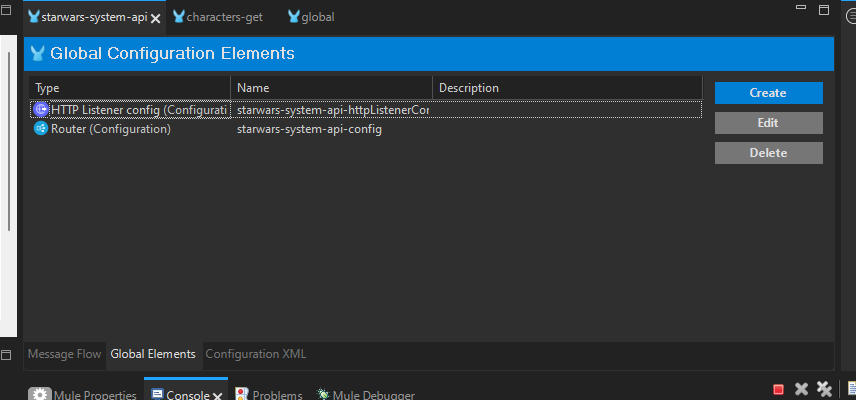 starwars-system-api characters-get global
Global Configuration Elements
Type Name Description
HTTP Listener config (Configurati starwars-system-api-httpListenerCor
Router (Configuration) starwars-system-api-config
Create
Edit
Delete
Message Flow Global Elements Configuration XML
Mule Properties Console Problems Mule Debugger